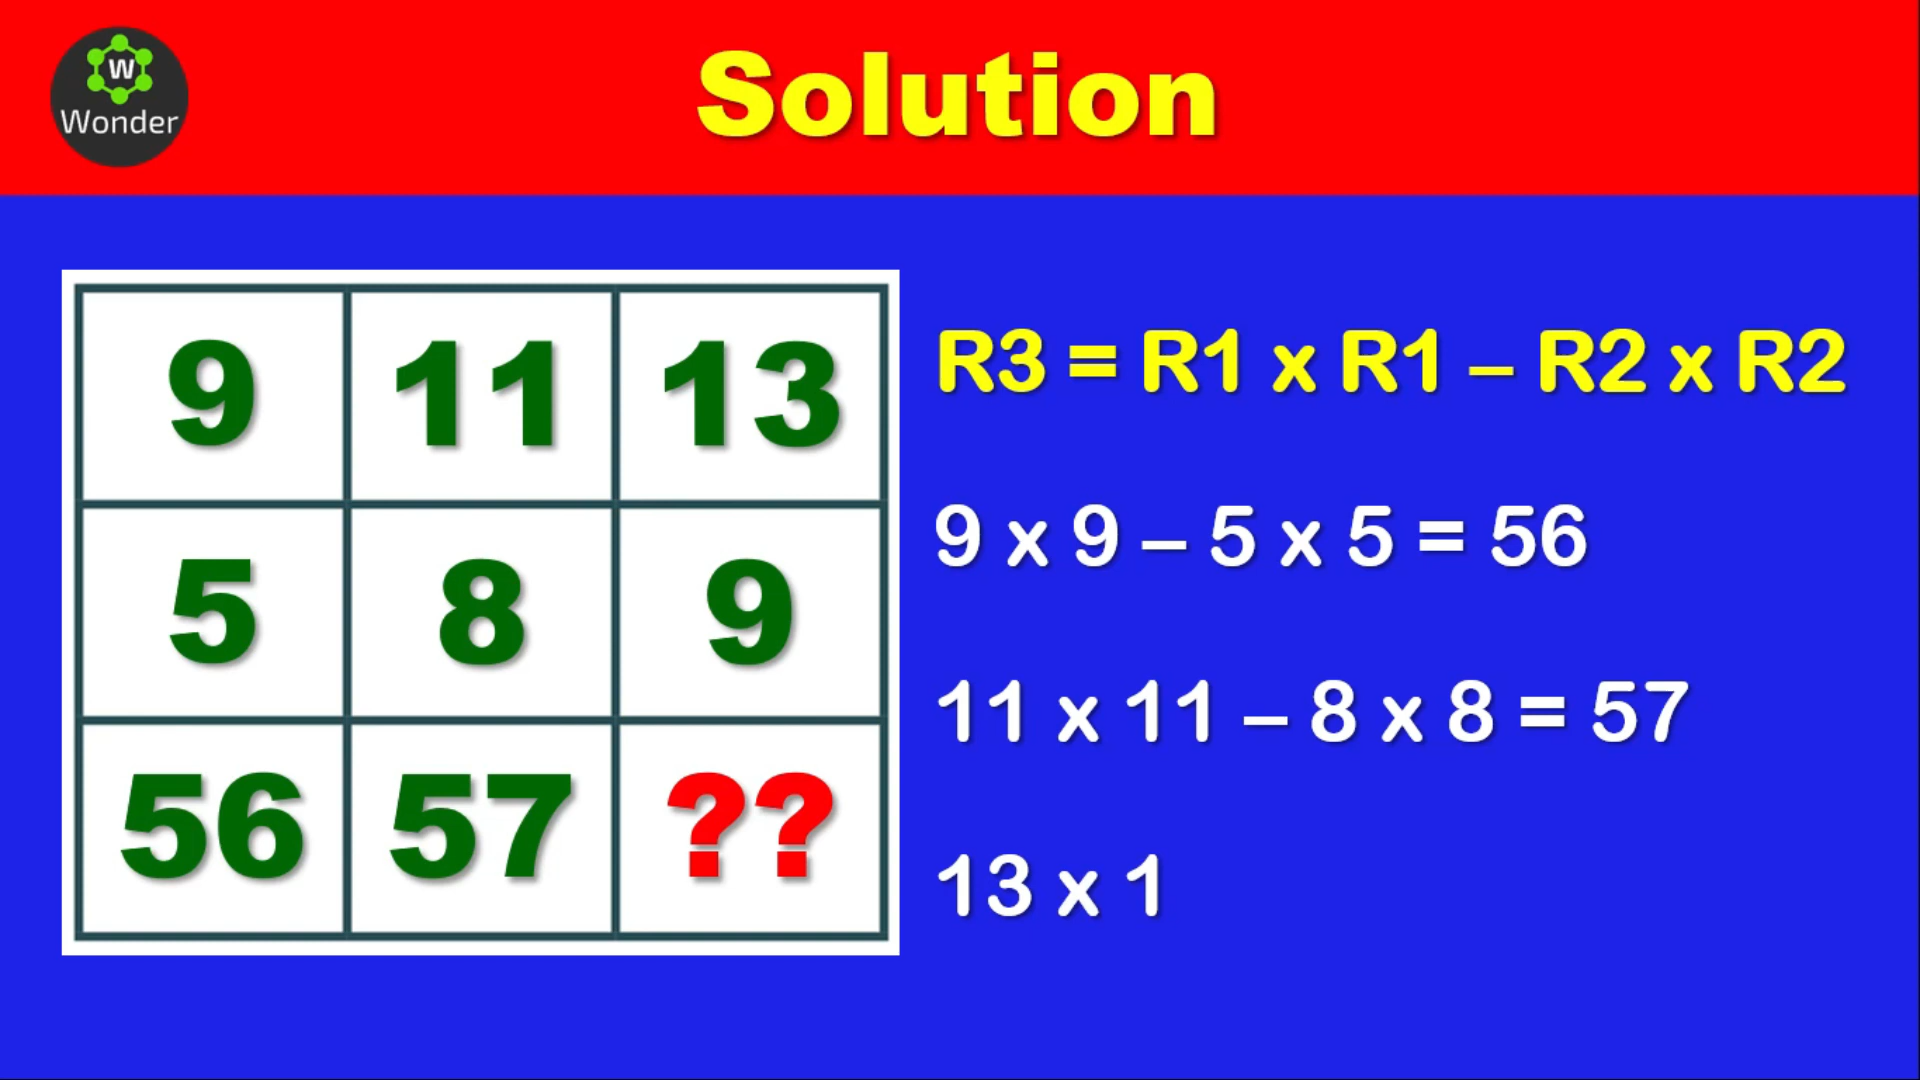 W
Wonder
Solution
9 11 13
5 8 9
56 57 ??
R3 = R1 x R1 – R2 x R2
9 x 9 – 5 x 5 = 56
11 x 11 – 8 x 8 = 57
13 x 1